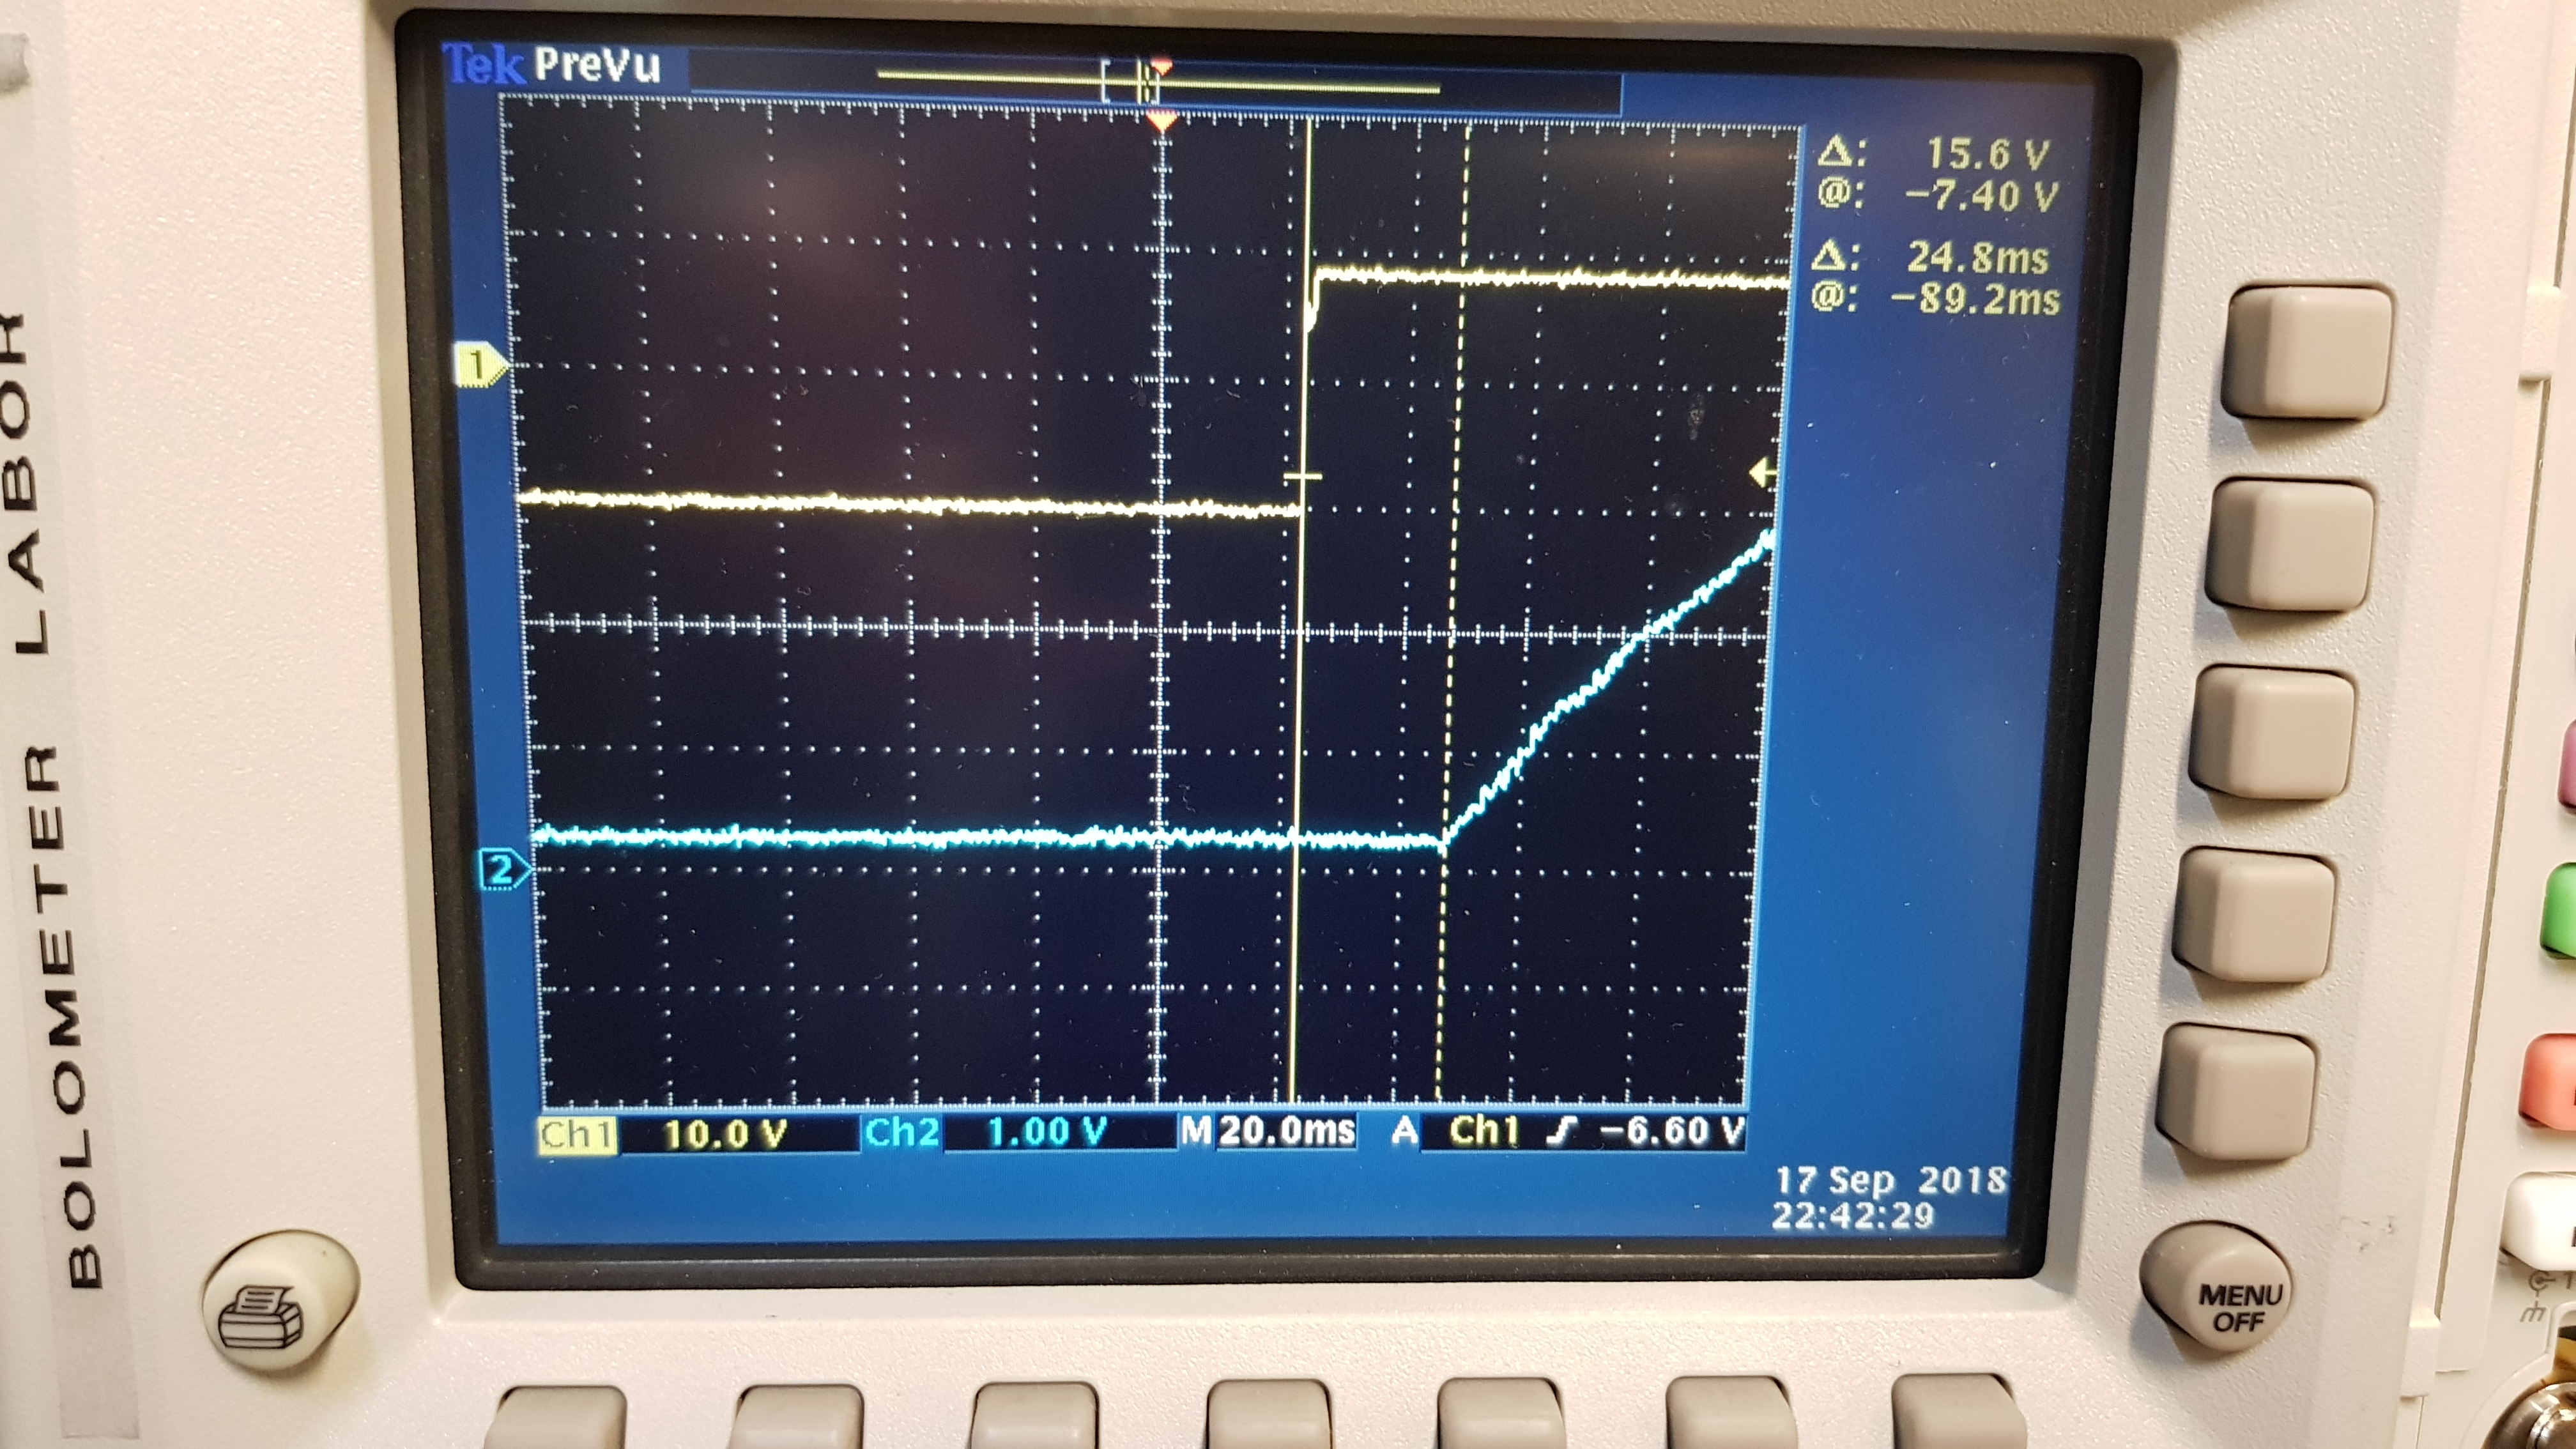 Tek PreVu
Δ: 15.6 V
@: −7.40 V
Δ: 24.8ms
@: −89.2ms
1
2
Ch1 10.0 V Ch2 1.00 V M 20.0ms A Ch1 −6.60 V
17 Sep 2018
22:42:29
BOLOMETER LABOR
MENU
OFF